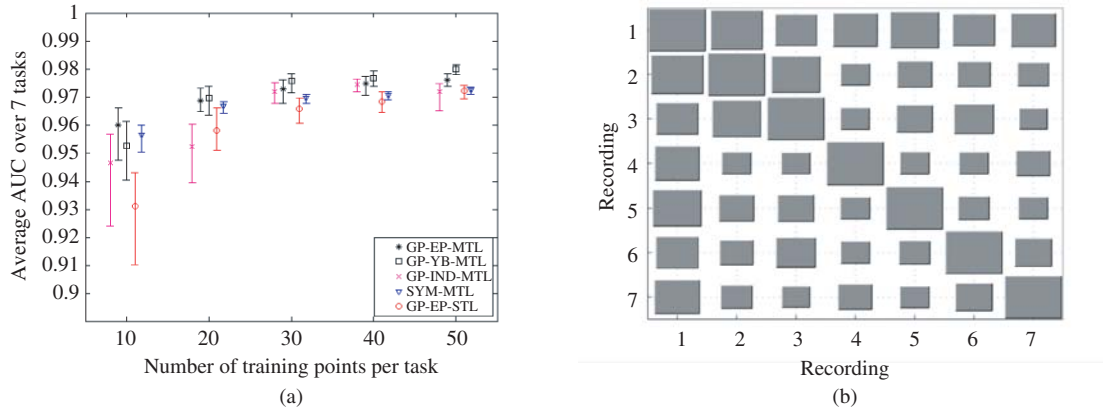 1
0.99
0.98
0.97
0.96
0.95
0.94
0.93
0.92
0.91
0.9
Average AUC over 7 tasks
GP-EP-MTL
GP-YB-MTL
GP-IND-MTL
SYM-MTL
GP-EP-STL
10 20 30 40 50
Number of training points per task
(a)
1
2
3
4
5
6
7
Recording
1 2 3 4 5 6 7
Recording
(b)